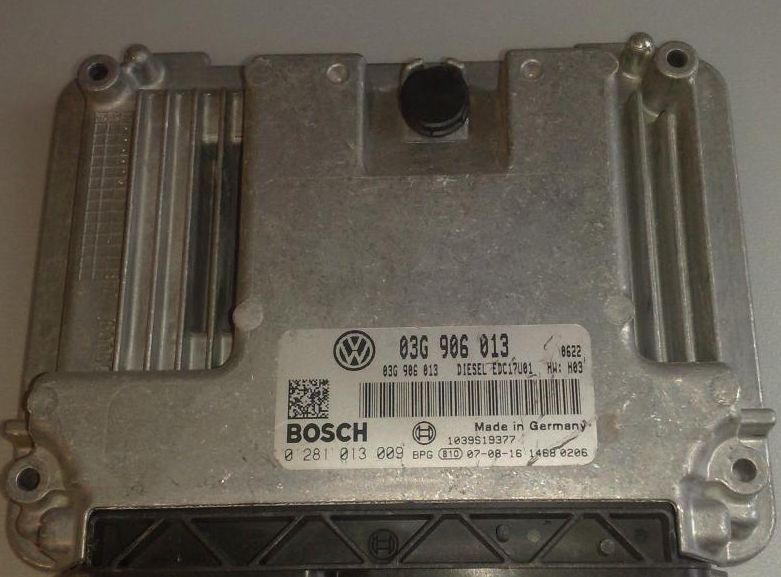 03G 906 013
0622
03G 906 013 DIESEL EDC17U01 HW: H03
BOSCH
Made in Germany
1039S19377
0 281 013 009 BPG 810 07-08-16 1468 0206